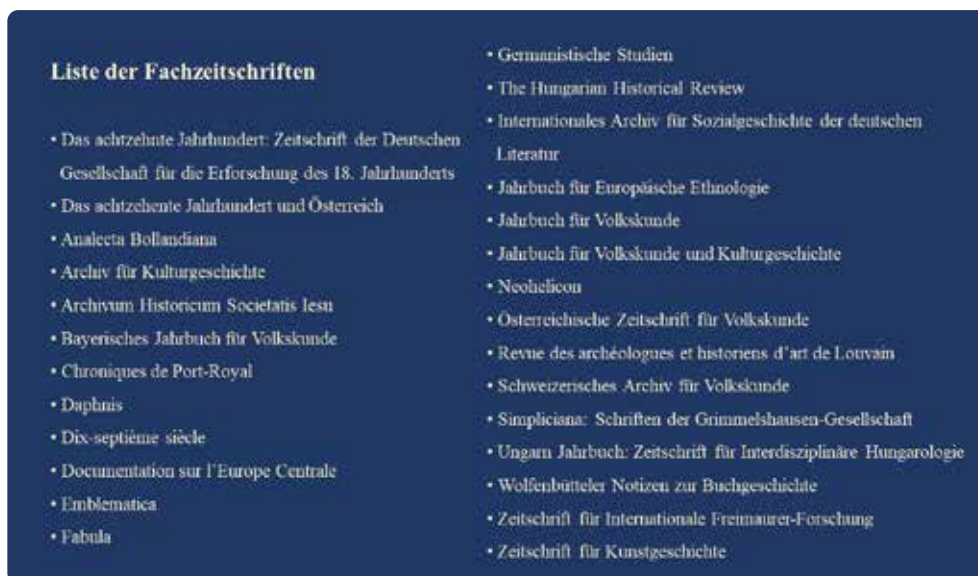 Liste der Fachzeitschriften
• Das achtzehnte Jahrhundert: Zeitschrift der Deutschen
Gesellschaft für die Erforschung des 18. Jahrhunderts
• Das achtzehente Jahrhundert und Österreich
• Analecta Bollandiana
• Archiv für Kulturgeschichte
• Archivum Historicum Societatis Iesu
• Bayerisches Jahrbuch für Volkskunde
• Chroniques de Port-Royal
• Daphnis
• Dix-septième siècle
• Documentation sur l'Europe Centrale
• Emblematica
• Fabula
• Germanistische Studien
• The Hungarian Historical Review
• Internationales Archiv für Sozialgeschichte der deutschen
Literatur
• Jahrbuch für Europäische Ethnologie
• Jahrbuch für Volkskunde
• Jahrbuch für Volkskunde und Kulturgeschichte
• Neohelicon
• Österreichische Zeitschrift für Volkskunde
• Revue des archéologues et historiens d'art de Louvain
• Schweizerisches Archiv für Volkskunde
• Simpliciana: Schriften der Grimmelshausen-Gesellschaft
• Ungarn Jahrbuch: Zeitschrift für Interdisziplinäre Hungarologie
• Wolfenbütteler Notizen zur Buchgeschichte
• Zeitschrift für Internationale Freimaurer-Forschung
• Zeitschrift für Kunstgeschichte